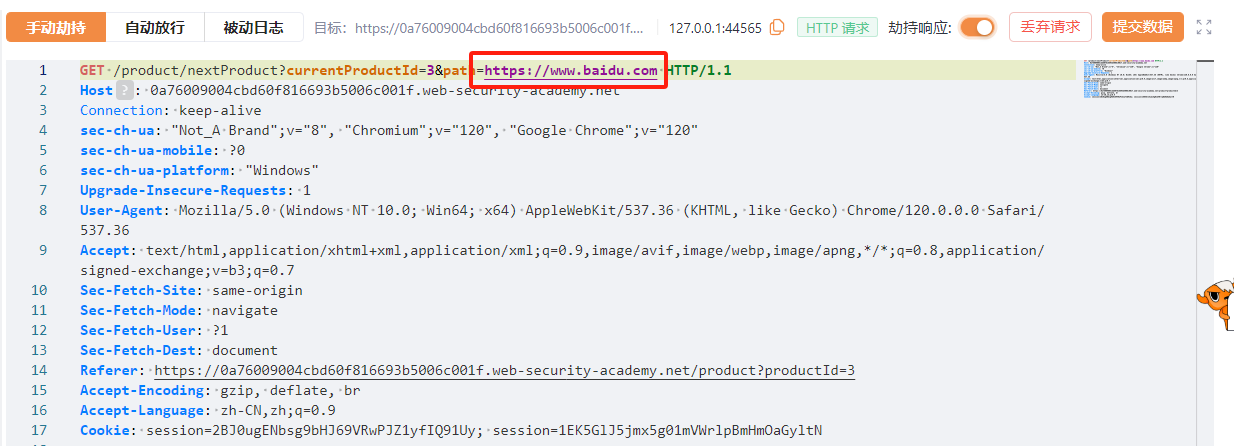 手动劫持 自动放行 被动日志 目标: https://0a76009004cbd60f816693b5006c001f.... 127.0.0.1:44565 HTTP 请求 劫持响应: 丢弃请求 提交数据
1 GET /product/nextProduct?currentProductId=3&path=https://www.baidu.com HTTP/1.1
2 Host ? : 0a76009004cbd60f816693b5006c001f.web-security-academy.net
3 Connection: keep-alive
4 sec-ch-ua: "Not_A Brand";v="8", "Chromium";v="120", "Google Chrome";v="120"
5 sec-ch-ua-mobile: ?0
6 sec-ch-ua-platform: "Windows"
7 Upgrade-Insecure-Requests: 1
8 User-Agent: Mozilla/5.0 (Windows NT 10.0; Win64; x64) AppleWebKit/537.36 (KHTML, like Gecko) Chrome/120.0.0.0 Safari/
537.36
9 Accept: text/html,application/xhtml+xml,application/xml;q=0.9,image/avif,image/webp,image/apng,*/*;q=0.8,application/
signed-exchange;v=b3;q=0.7
10 Sec-Fetch-Site: same-origin
11 Sec-Fetch-Mode: navigate
12 Sec-Fetch-User: ?1
13 Sec-Fetch-Dest: document
14 Referer: https://0a76009004cbd60f816693b5006c001f.web-security-academy.net/product?productId=3
15 Accept-Encoding: gzip, deflate, br
16 Accept-Language: zh-CN,zh;q=0.9
17 Cookie: session=2BJ0ugENbsg9bHJ69VRwPJZ1yfIQ91Uy; session=1EK5GlJ5jmx5g01mVWrlpBmHmOaGyltN